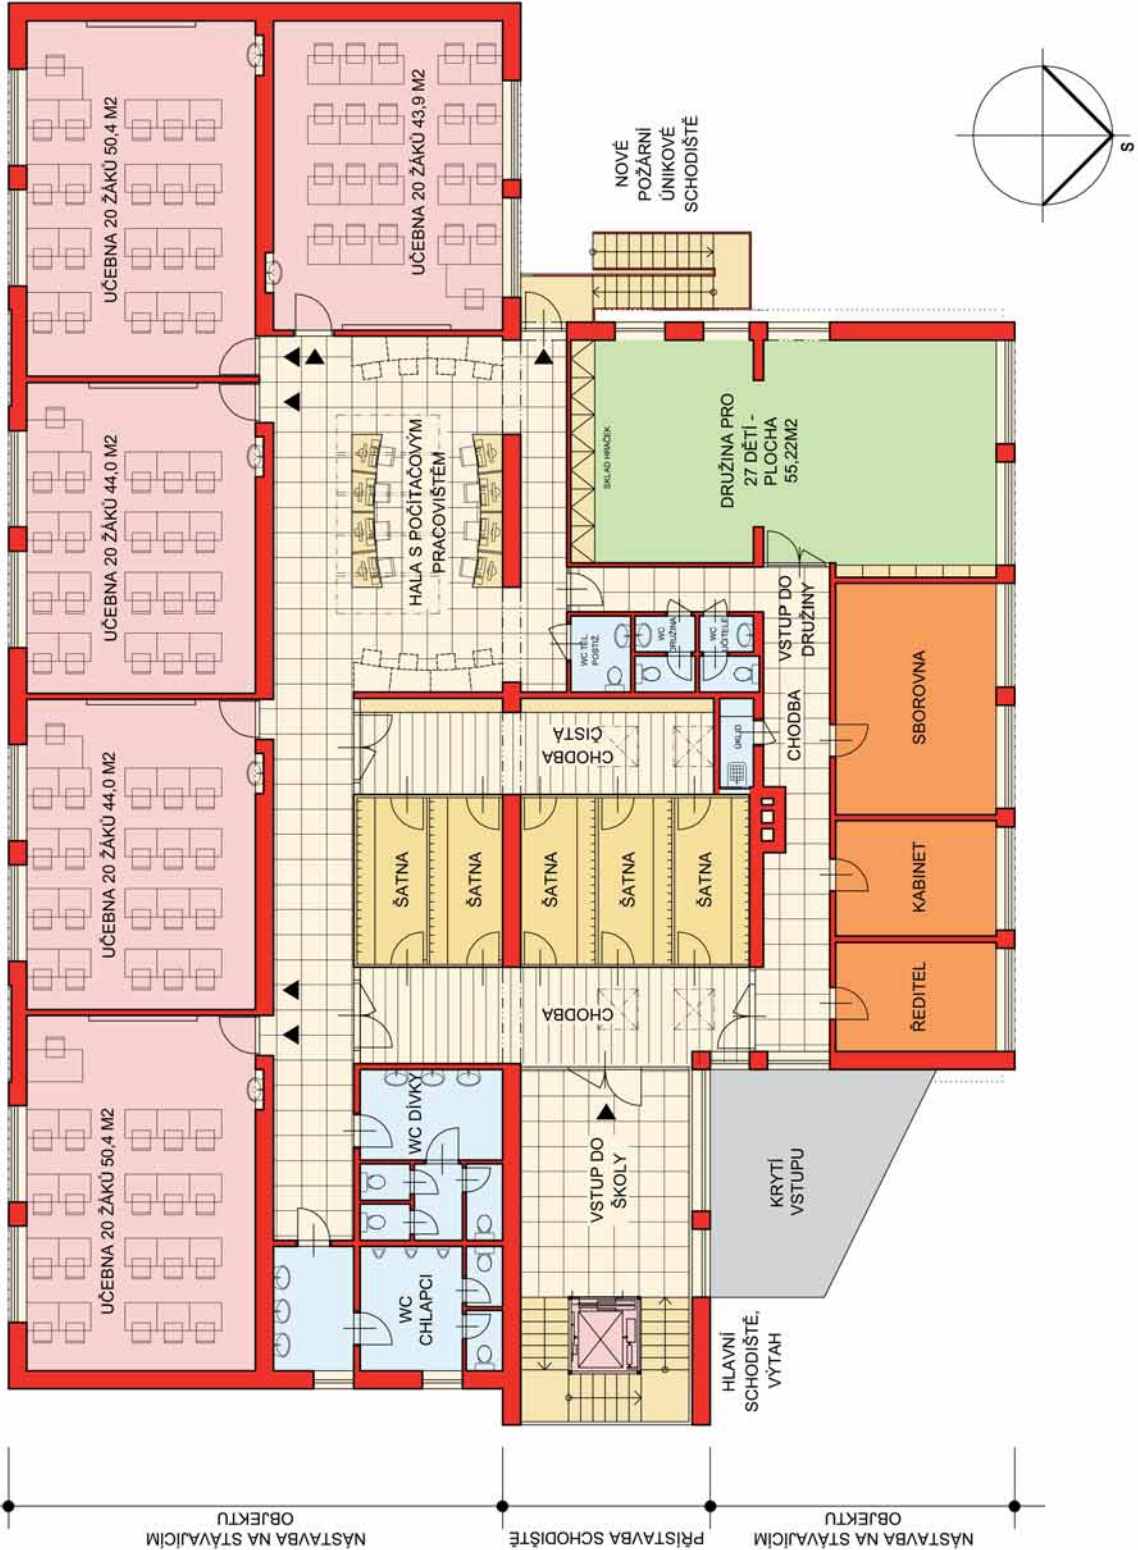 UČEBNA 20 ŽÁKŮ 50,4 M2
UČEBNA 20 ŽÁKŮ 44,0 M2
UČEBNA 20 ŽÁKŮ 44,0 M2
UČEBNA 20 ŽÁKŮ 50,4 M2
UČEBNA 20 ŽÁKŮ 43,9 M2
HALA S POČÍTAČOVÝM
PRACOVIŠTĚM
NOVÉ
POŽÁRNÍ
ÚNIKOVÉ
SCHODIŠTĚ
S
SKLAD HRAČEK
DRUŽINA PRO
27 DĚTÍ -
PLOCHA
55,22M2
WC TĚL.
POSTIŽ.
WC
DRUŽINA
WC
UČITELÉ
VSTUP DO
DRUŽINY
CHODBA
ÚKLID
CHODBA
ČISTÁ
ŠATNA
ŠATNA
ŠATNA
ŠATNA
ŠATNA
CHODBA
SBOROVNA
KABINET
ŘEDITEL
WC DÍVKY
WC
CHLAPCI
VSTUP DO
ŠKOLY
KRYTÍ
VSTUPU
HLAVNÍ
SCHODIŠTĚ,
VÝTAH
NÁSTAVBA NA STÁVAJÍCÍM
OBJEKTU
PŘÍSTAVBA SCHODIŠTĚ
NÁSTAVBA NA STÁVAJÍCÍM
OBJEKTU